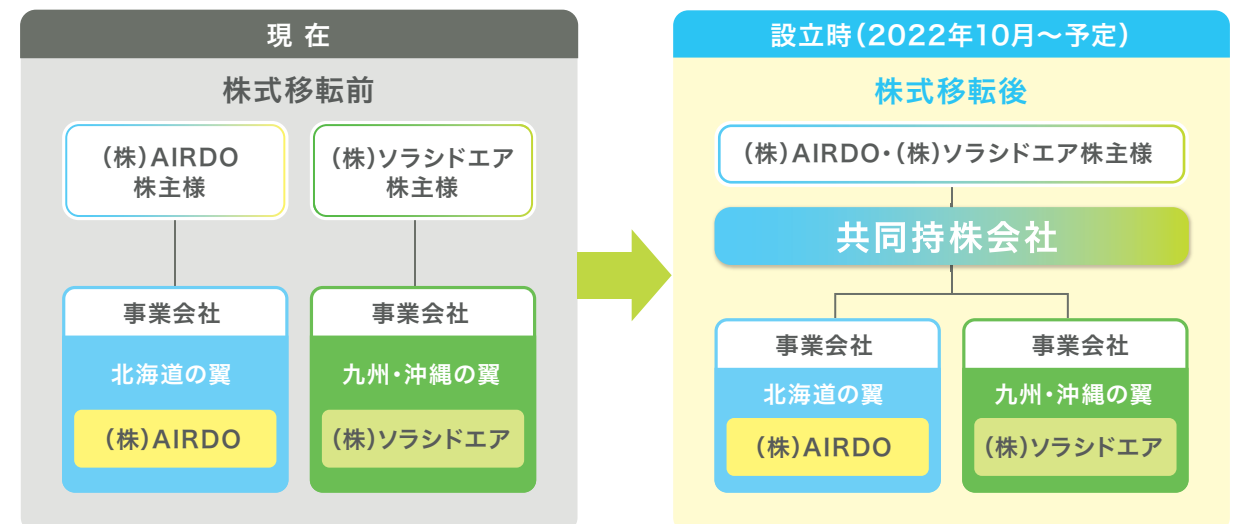 現 在
株式移転前
(株)AIRDO
株主様
(株)ソラシドエア
株主様
事業会社
北海道の翼
(株)AIRDO
事業会社
九州・沖縄の翼
(株)ソラシドエア
設立時(2022年10月〜予定)
株式移転後
(株)AIRDO・(株)ソラシドエア株主様
共同持株会社
事業会社
北海道の翼
(株)AIRDO
事業会社
九州・沖縄の翼
(株)ソラシドエア